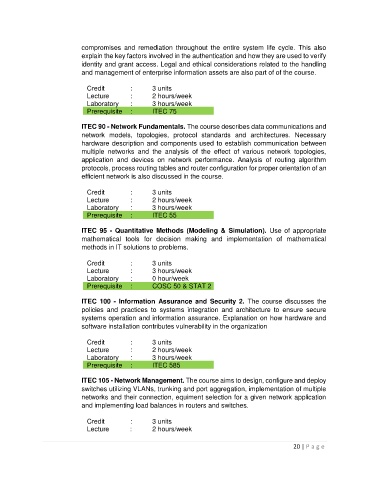 compromises and remediation throughout the entire system life cycle. This also
explain the key factors involved in the authentication and how they are used to verify
identity and grant access. Legal and ethical considerations related to the handling
and management of enterprise information assets are also part of of the course.
Credit : 3 units
Lecture : 2 hours/week
Laboratory : 3 hours/week
Prerequisite : ITEC 75
ITEC 90 - Network Fundamentals. The course describes data communications and
network models, topologies, protocol standards and architectures. Necessary
hardware description and components used to establish communication between
multiple networks and the analysis of the effect of various network topologies,
application and devices on network performance. Analysis of routing algorithm
protocols, process routing tables and router configuration for proper orientation of an
efficient network is also discussed in the course.
Credit : 3 units
Lecture : 2 hours/week
Laboratory : 3 hours/week
Prerequisite : ITEC 55
ITEC 95 - Quantitative Methods (Modeling & Simulation). Use of appropriate
mathematical tools for decision making and implementation of mathematical
methods in IT solutions to problems.
Credit : 3 units
Lecture : 3 hours/week
Laboratory : 0 hour/week
Prerequisite : COSC 50 & STAT 2
ITEC 100 - Information Assurance and Security 2. The course discusses the
policies and practices to systems integration and architecture to ensure secure
systems operation and information assurance. Explanation on how hardware and
software installation contributes vulnerability in the organization
Credit : 3 units
Lecture : 2 hours/week
Laboratory : 3 hours/week
Prerequisite : ITEC 585
ITEC 105 - Network Management. The course aims to design, configure and deploy
switches utilizing VLANs, trunking and port aggregation, implementation of multiple
networks and their connection, equiment selection for a given network application
and implementing load balances in routers and switches.
Credit : 3 units
Lecture : 2 hours/week
20 | P a g e